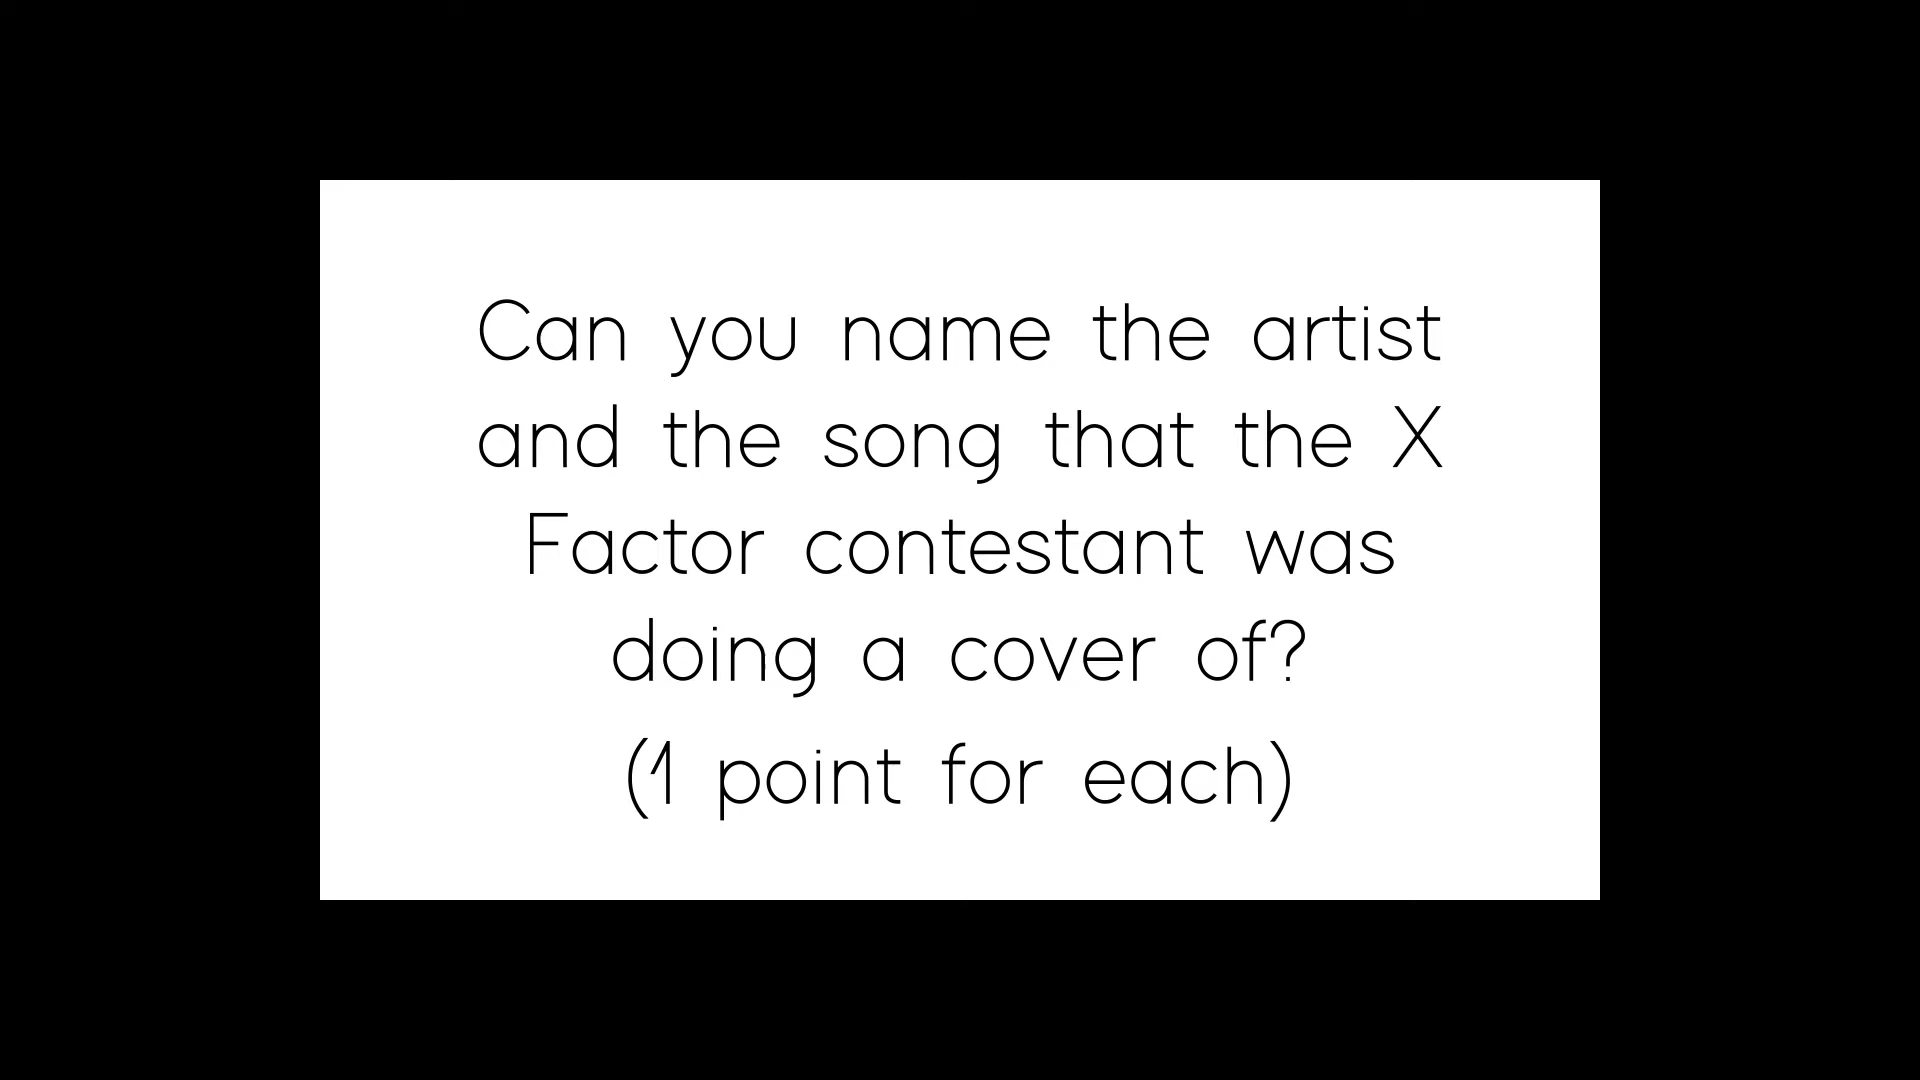 Can you name the artist
and the song that the X
Factor contestant was
doing a cover of?
(1 point for each)